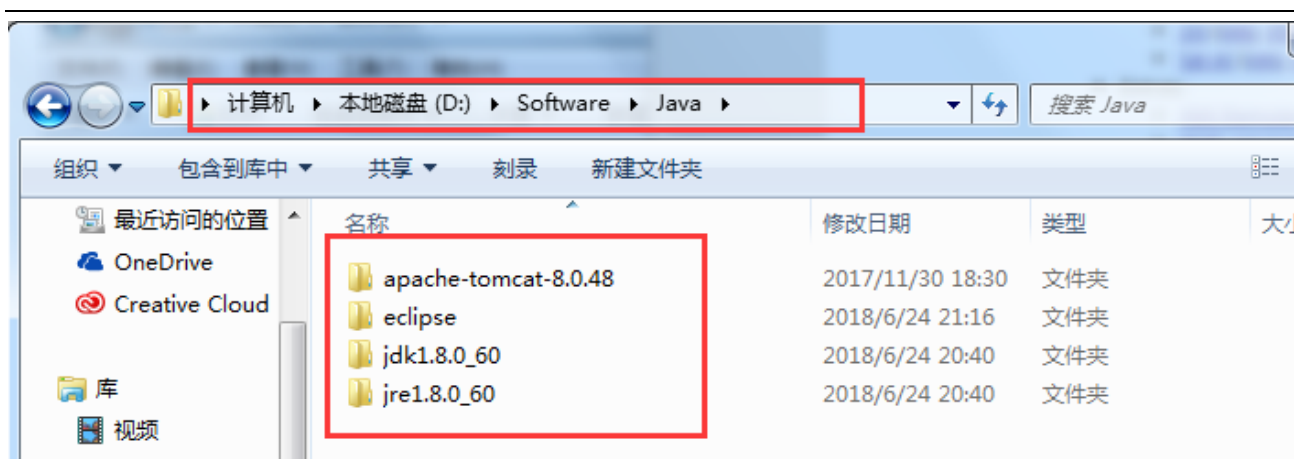 计算机 本地磁盘 (D:) Software Java 搜索 Java
组织 包含到库中 共享 刻录 新建文件夹
最近访问的位置 名称 修改日期 类型
OneDrive apache-tomcat-8.0.48 2017/11/30 18:30 文件夹
Creative Cloud eclipse 2018/6/24 21:16 文件夹
jdk1.8.0_60 2018/6/24 20:40 文件夹
库 jre1.8.0_60 2018/6/24 20:40 文件夹
视频